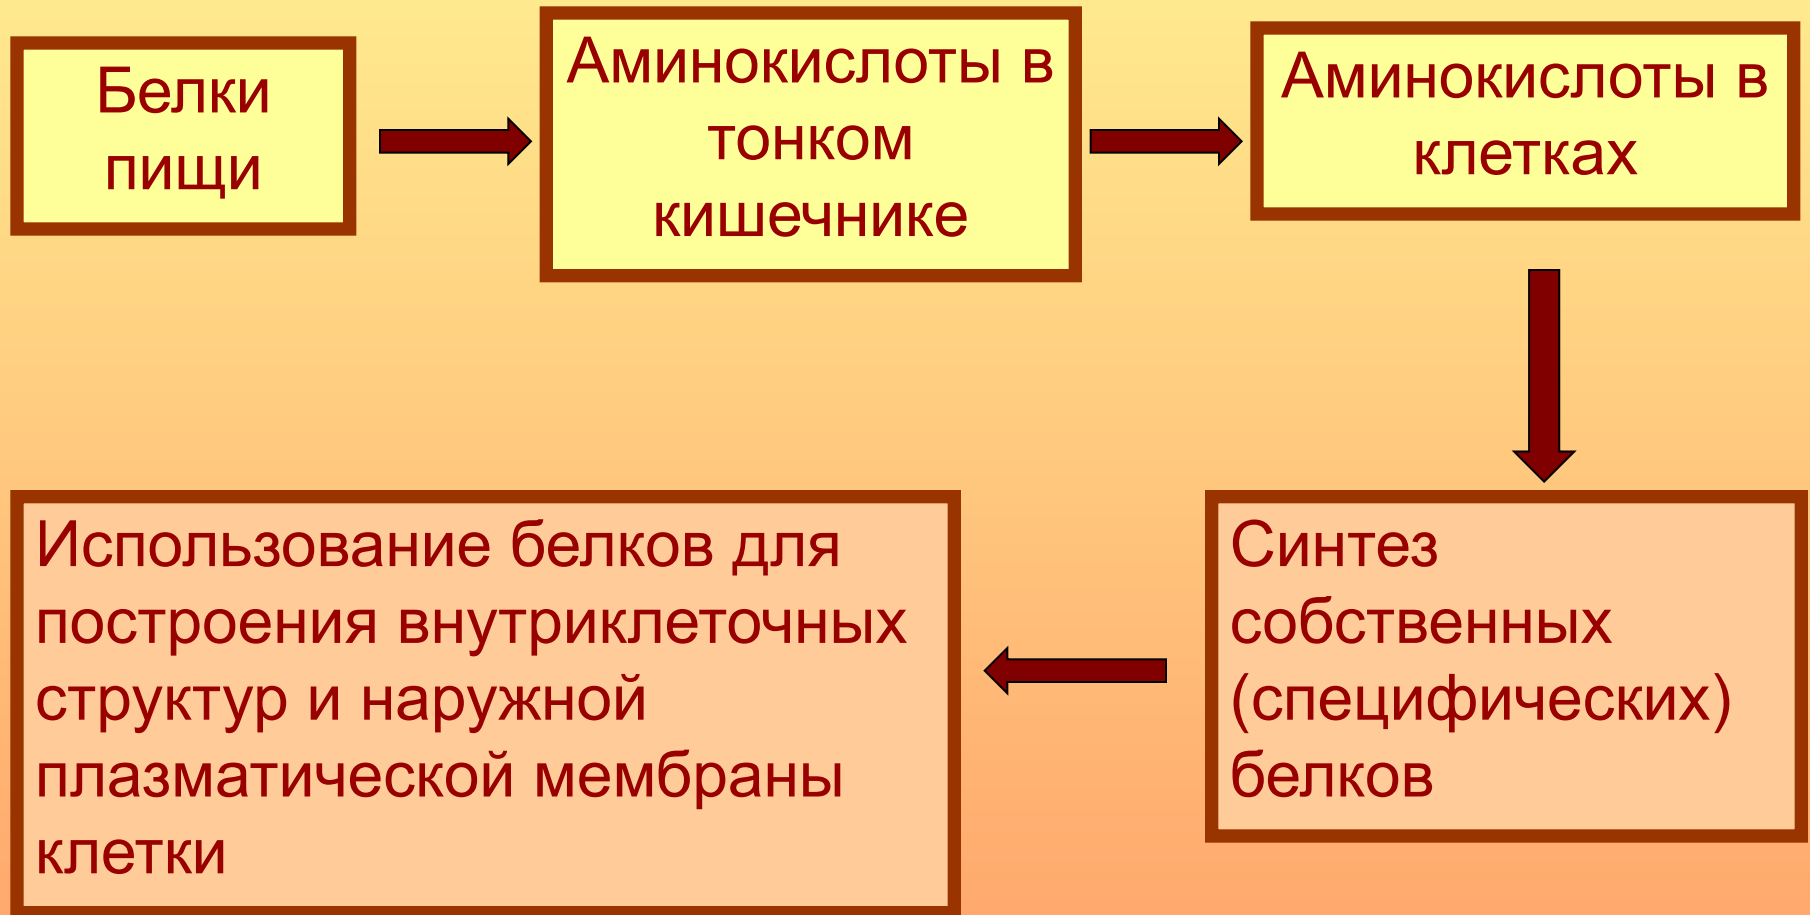 Белки
пищи
Аминокислоты в
тонком
кишечнике
Аминокислоты в
клетках
Синтез
собственных
(специфических)
белков
Использование белков для
построения внутриклеточных
структур и наружной
плазматической мембраны
клетки